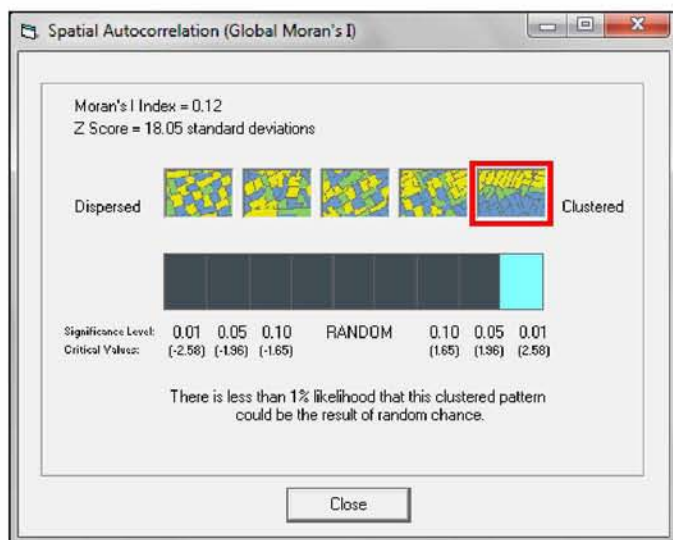 Spatial Autocorrelation (Global Moran's I)
Moran's I Index = 0.12
Z Score = 18.05 standard deviations
Dispersed
Clustered
Significance Level: 0.01 0.05 0.10 RANDOM 0.10 0.05 0.01
Critical Values: (-2.58) (-1.96) (-1.65) (1.65) (1.96) (2.58)
There is less than 1% likelihood that this clustered pattern
could be the result of random chance.
Close